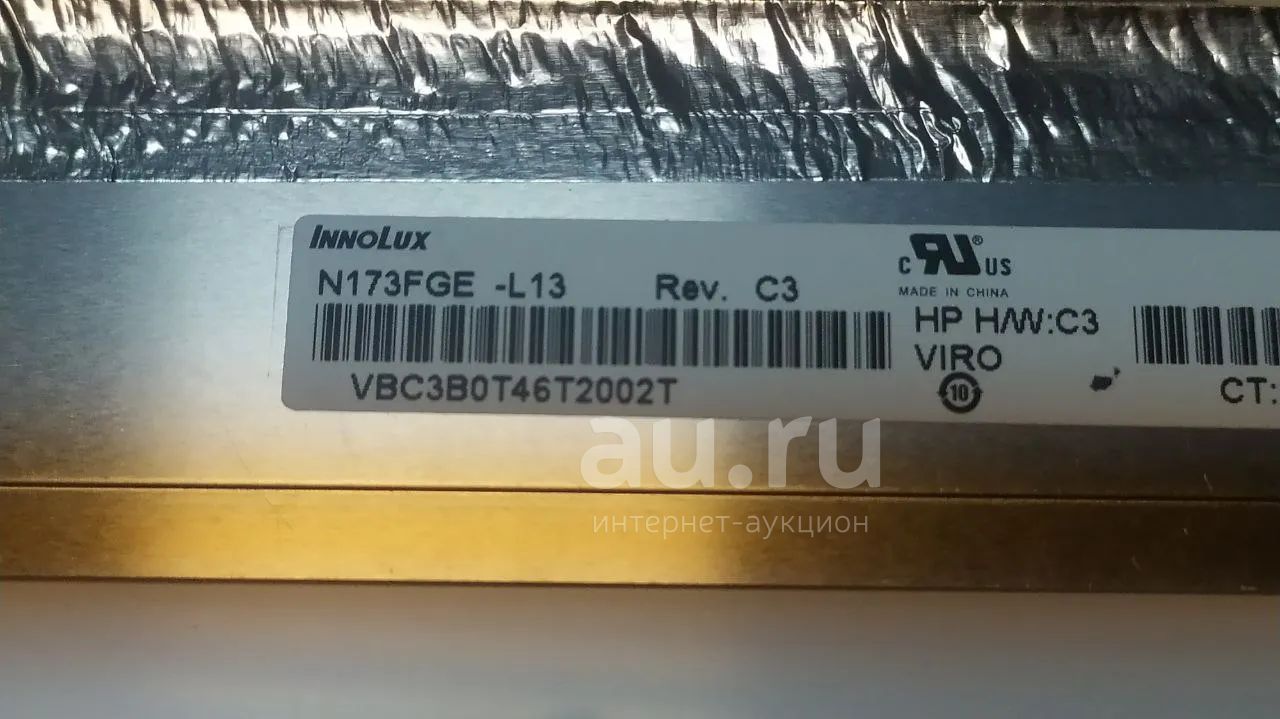 INNOLUX
N173FGE -L13 Rev. C3
C RU® US
MADE IN CHINA
HP H/W:C3
VIRO
VBC3B0T46T2002T
10
CT:
au.ru
интернет-аукцион